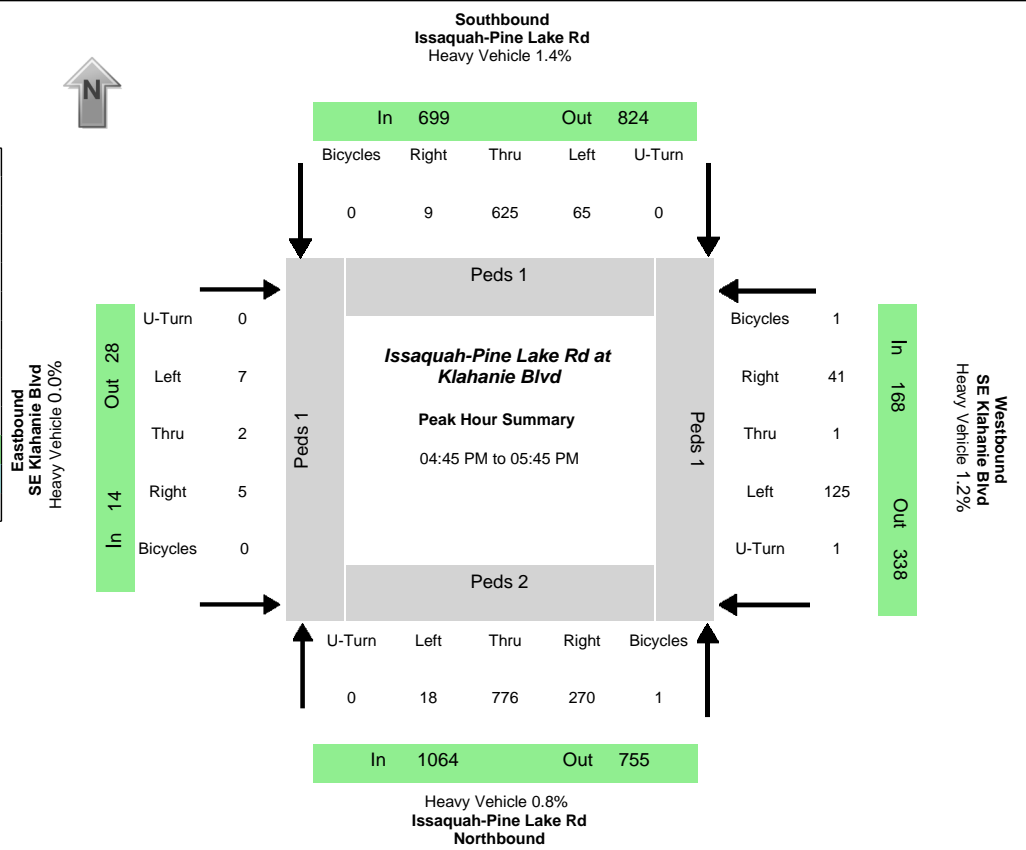 Southbound
Issaquah-Pine Lake Rd
Heavy Vehicle 1.4%
N
In 699 Out 824
Bicycles Right Thru Left U-Turn
0 9 625 65 0
Peds 1
U-Turn 0
Left 7
Thru 2
Right 5
Bicycles 0
Out 28
In 14
Eastbound
SE Klahanie Blvd
Heavy Vehicle 0.0%
Peds 1
Issaquah-Pine Lake Rd at
Klahanie Blvd
Peak Hour Summary
04:45 PM to 05:45 PM
Peds 1
Bicycles 1
Right 41
Thru 1
Left 125
U-Turn 1
In 168
Out 338
Westbound
SE Klahanie Blvd
Heavy Vehicle 1.2%
Peds 2
U-Turn Left Thru Right Bicycles
0 18 776 270 1
In 1064 Out 755
Heavy Vehicle 0.8%
Issaquah-Pine Lake Rd
Northbound